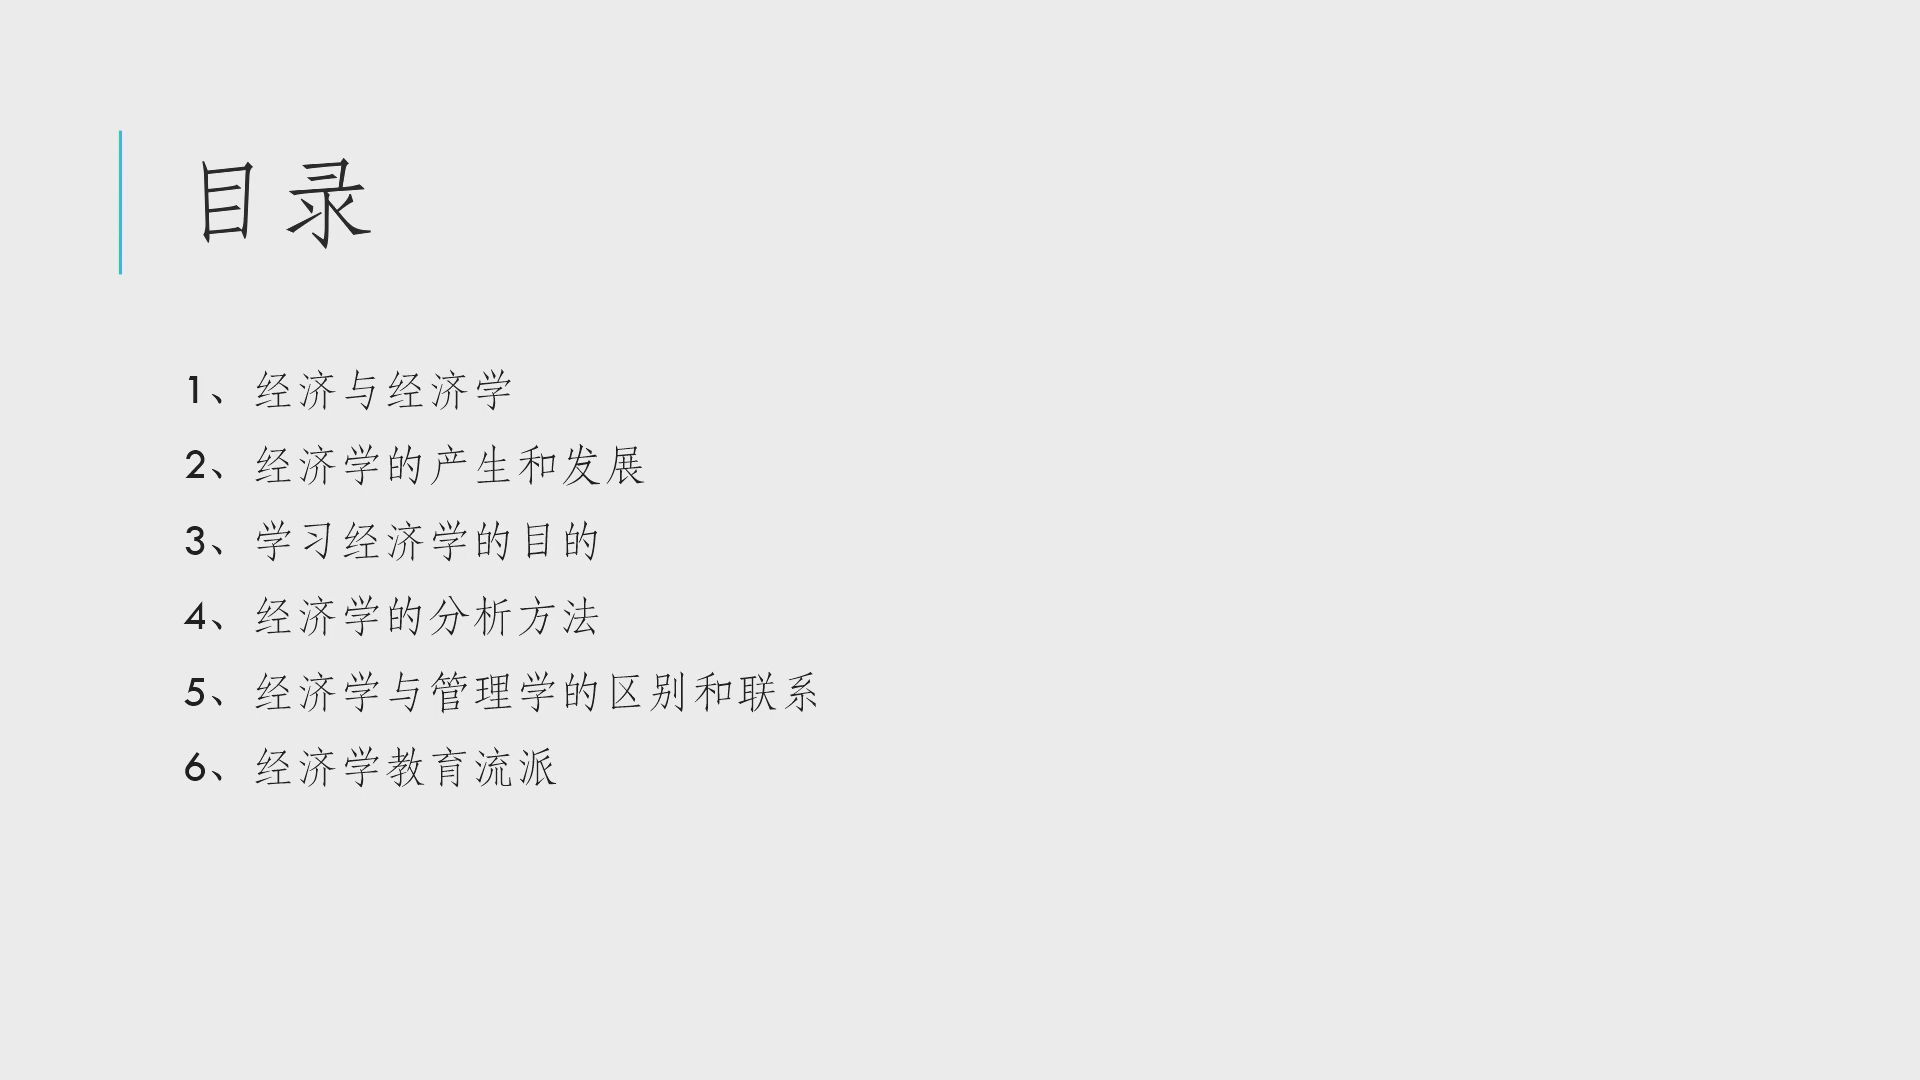 目录
1、经济与经济学
2、经济学的产生和发展
3、学习经济学的目的
4、经济学的分析方法
5、经济学与管理学的区别和联系
6、经济学教育流派